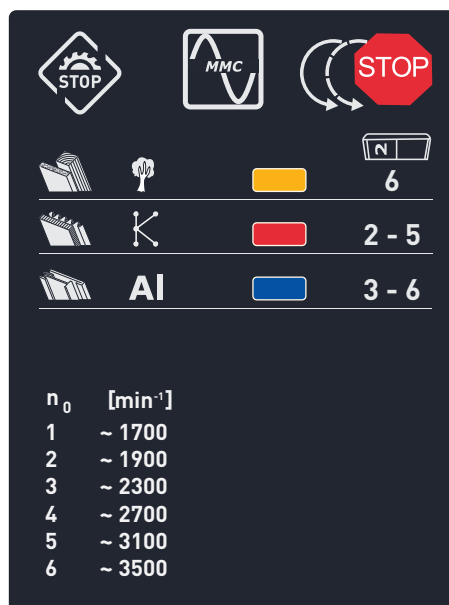 STOP MMC STOP
2
6
2 - 5
Al 3 - 6
n₀ [min⁻¹]
1 ~ 1700
2 ~ 1900
3 ~ 2300
4 ~ 2700
5 ~ 3100
6 ~ 3500